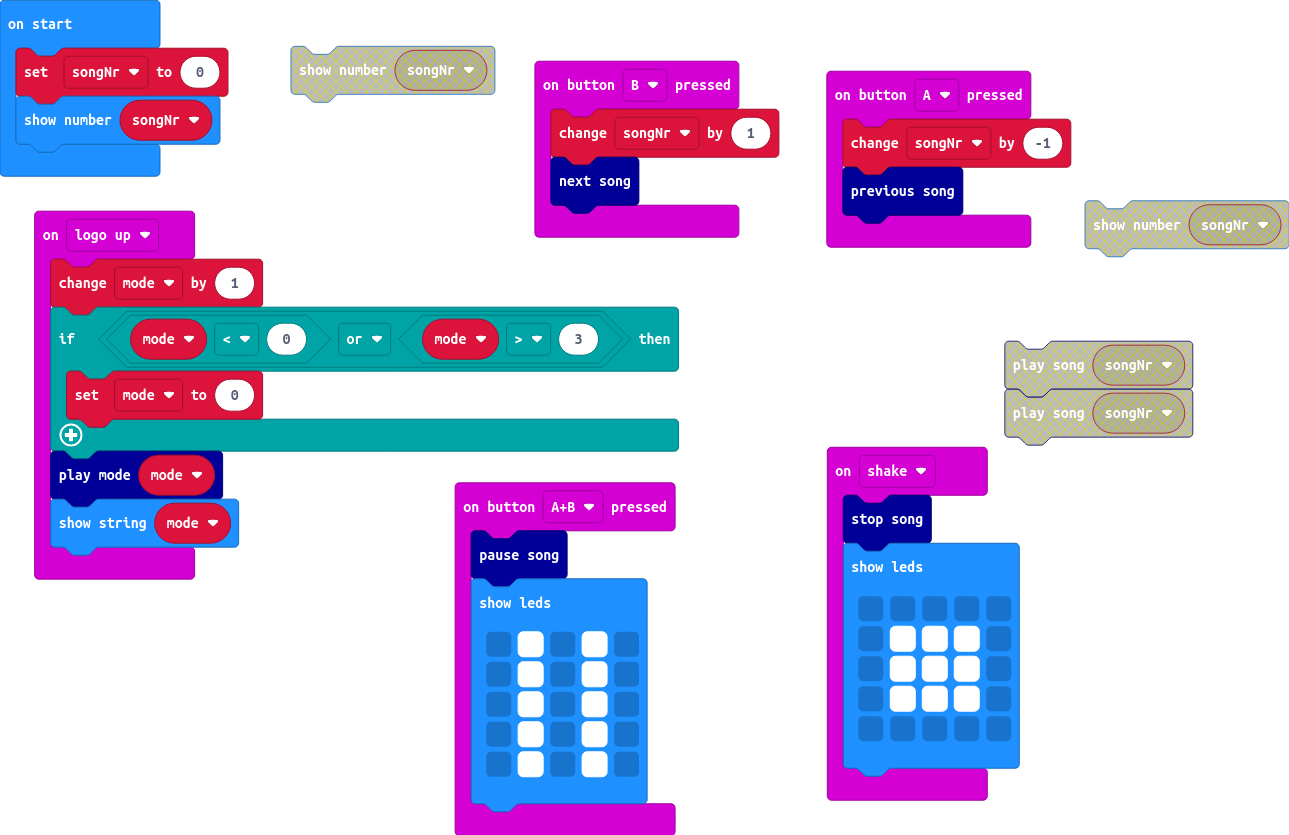 on start
set songNr to 0
show number songNr
show number songNr
on button B pressed
change songNr by 1
next song
on button A pressed
change songNr by -1
previous song
show number songNr
on logo up
change mode by 1
if mode < 0 or mode > 3 then
set mode to 0
play mode mode
show string mode
play song songNr
play song songNr
on button A+B pressed
pause song
show leds
on shake
stop song
show leds